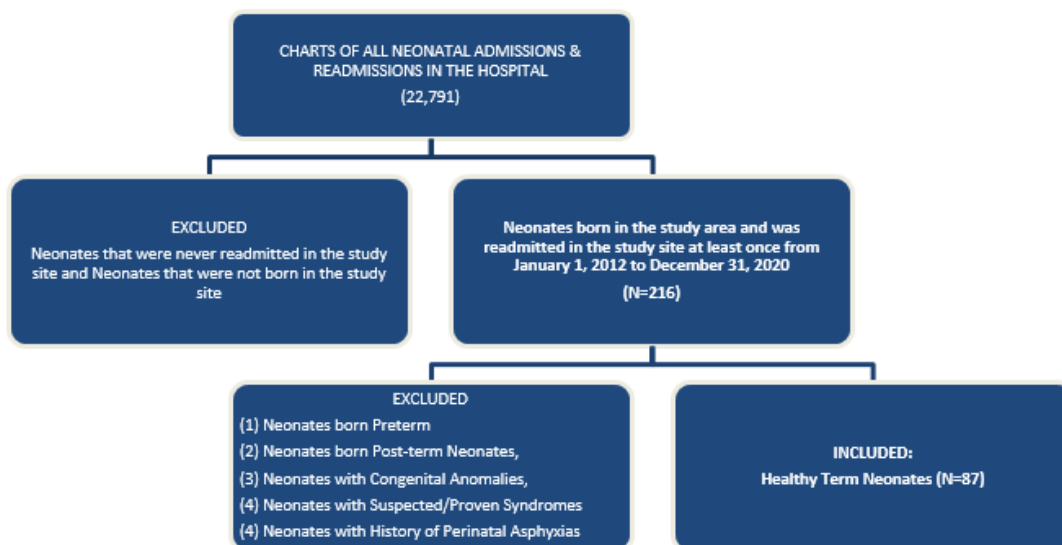 CHARTS OF ALL NEONATAL ADMISSIONS &
READMISSIONS IN THE HOSPITAL
(22,791)
EXCLUDED
Neonates that were never readmitted in the study
site and Neonates that were not born in the study
site
Neonates born in the study area and was
readmitted in the study site at least once from
January 1, 2012 to December 31, 2020
(N=216)
EXCLUDED
(1) Neonates born Preterm
(2) Neonates born Post-term Neonates,
(3) Neonates with Congenital Anomalies,
(4) Neonates with Suspected/Proven Syndromes
(4) Neonates with History of Perinatal Asphyxias
INCLUDED:
Healthy Term Neonates (N=87)